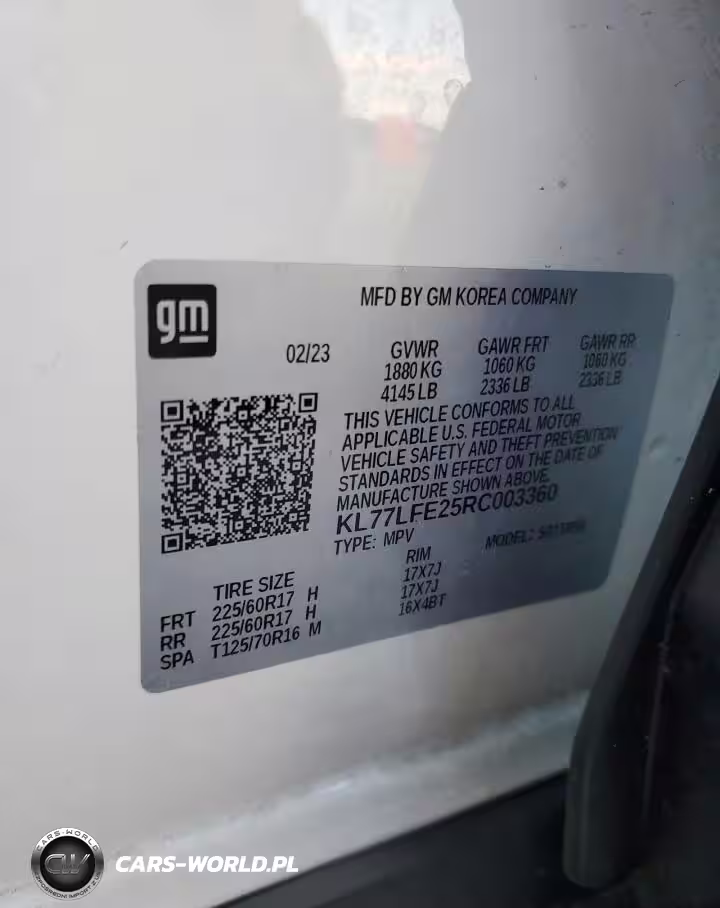 gm
MFD BY GM KOREA COMPANY
02/23
GVWR GAWR FRT GAWR RR
1880 KG 1060 KG 1060 KG
4145 LB 2336 LB 2336 LB
THIS VEHICLE CONFORMS TO ALL
APPLICABLE U.S. FEDERAL MOTOR
VEHICLE SAFETY AND THEFT PREVENTION
STANDARDS IN EFFECT ON THE DATE OF
MANUFACTURE SHOWN ABOVE.
KL77LFE25RC003360
TYPE: MPV MODEL:
TIRE SIZE RIM
FRT 225/60R17 H 17X7J
RR 225/60R17 H 17X7J
SPA T125/70R16 M 16X4BT
CARS-WORLD
CW
CARS-WORLD.PL